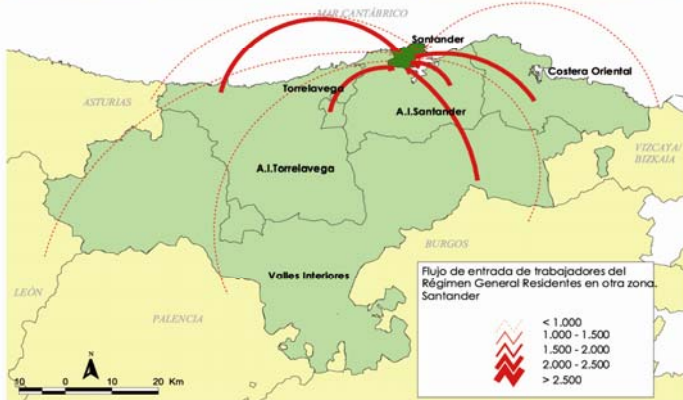 MAR CANTÁBRICO
Santander
Costera Oriental
Torrelavega
ASTURIAS
A.I.Santander
VIZCAYA/
BIZKAIA
A.I.Torrelavega
BURGOS
Valles Interiores
LEÓN
PALENCIA
Flujo de entrada de trabajadores del
Régimen General Residentes en otra zona.
Santander
< 1.000
1.000 - 1.500
1.500 - 2.000
2.000 - 2.500
> 2.500
N
10 0 10 20 Km